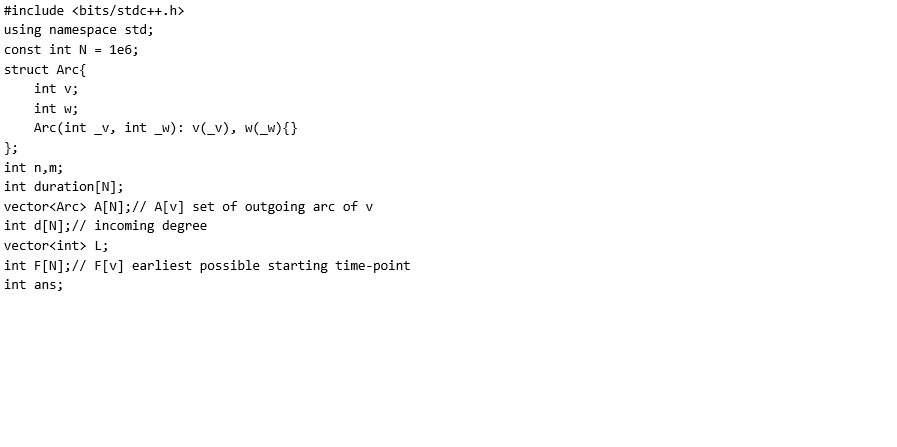 #include <bits/stdc++.h>
using namespace std;
const int N = 1e6;
struct Arc{
    int v;
    int w;
    Arc(int _v, int _w): v(_v), w(_w){}
};
int n,m;
int duration[N];
vector<Arc> A[N];// A[v] set of outgoing arc of v
int d[N];// incoming degree
vector<int> L;
int F[N];// F[v] earliest possible starting time-point
int ans;